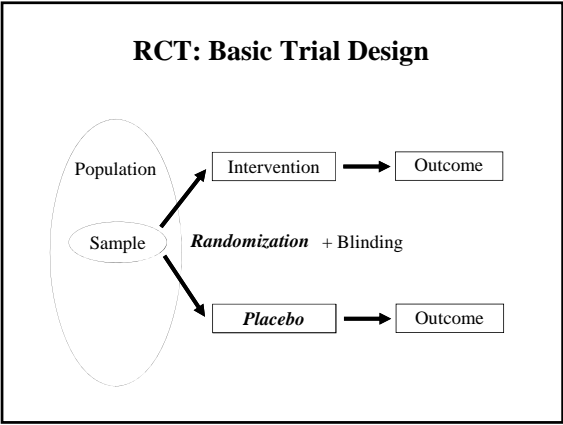 RCT: Basic Trial Design
Population
Intervention
Outcome
Sample
Randomization + Blinding
Placebo
Outcome